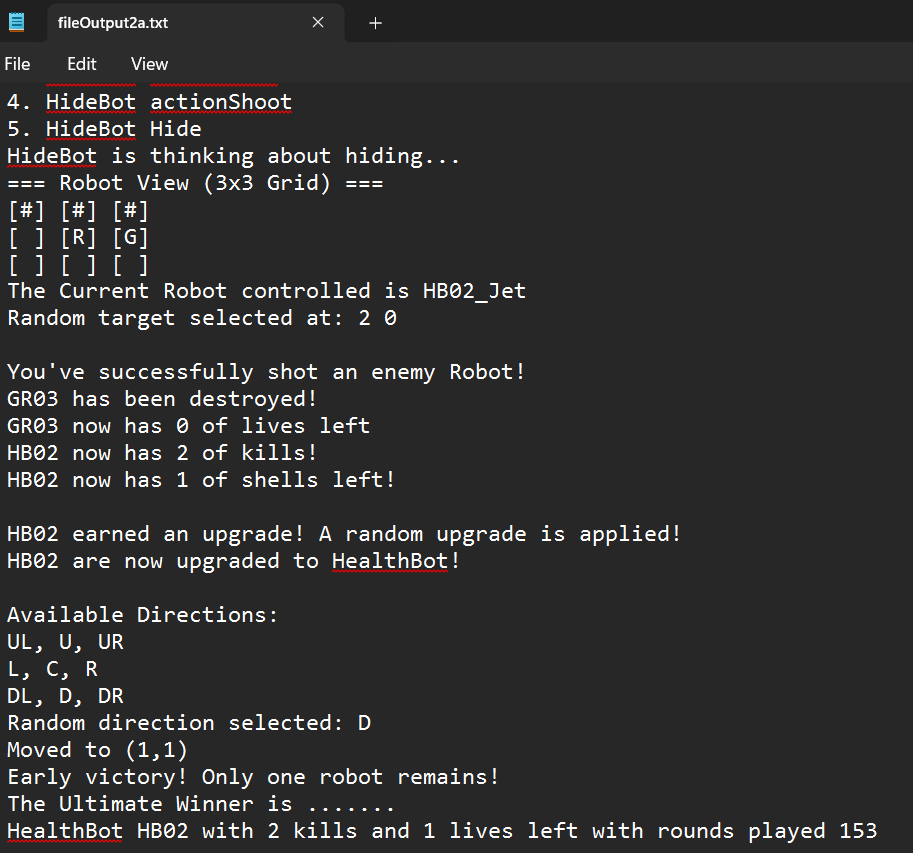 fileOutput2a.txt
File Edit View
4. HideBot actionShoot
5. HideBot Hide
HideBot is thinking about hiding...
=== Robot View (3x3 Grid) ===
[#] [#] [#]
[ ] [R] [G]
[ ] [ ] [ ]
The Current Robot controlled is HB02_Jet
Random target selected at: 2 0
You've successfully shot an enemy Robot!
GR03 has been destroyed!
GR03 now has 0 of lives left
HB02 now has 2 of kills!
HB02 now has 1 of shells left!
HB02 earned an upgrade! A random upgrade is applied!
HB02 are now upgraded to HealthBot!
Available Directions:
UL, U, UR
L, C, R
DL, D, DR
Random direction selected: D
Moved to (1,1)
Early victory! Only one robot remains!
The Ultimate Winner is .......
HealthBot HB02 with 2 kills and 1 lives left with rounds played 153